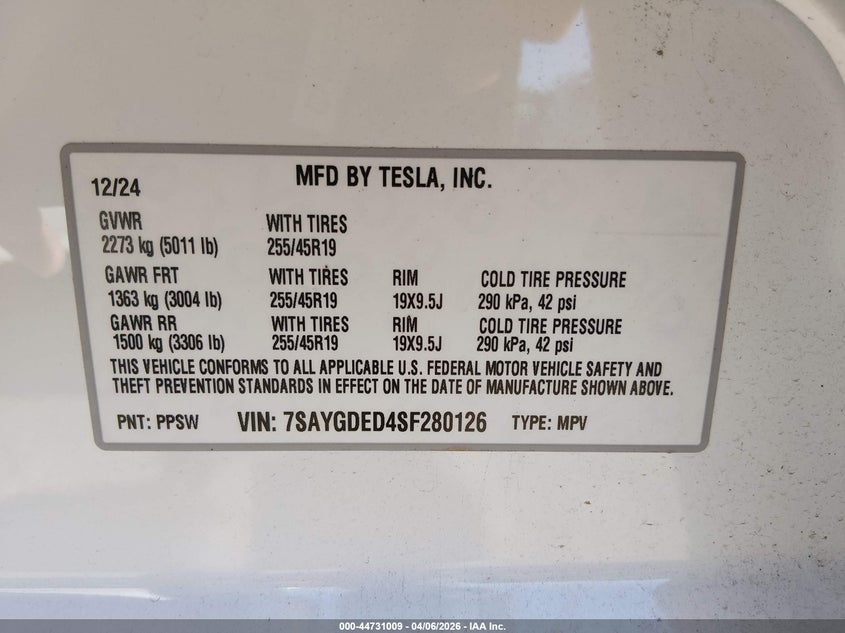 MFD BY TESLA, INC.
12/24
GVWR WITH TIRES
2273 kg (5011 lb) 255/45R19
GAWR FRT WITH TIRES RIM COLD TIRE PRESSURE
1363 kg (3004 lb) 255/45R19 19X9.5J 290 kPa, 42 psi
GAWR RR WITH TIRES RIM COLD TIRE PRESSURE
1500 kg (3306 lb) 255/45R19 19X9.5J 290 kPa, 42 psi
THIS VEHICLE CONFORMS TO ALL APPLICABLE U.S. FEDERAL MOTOR VEHICLE SAFETY AND
THEFT PREVENTION STANDARDS IN EFFECT ON THE DATE OF MANUFACTURE SHOWN ABOVE.
PNT: PPSW VIN: 7SAYGDED4SF280126 TYPE: MPV
000-44731009 - 04/06/2026 - IAA Inc.